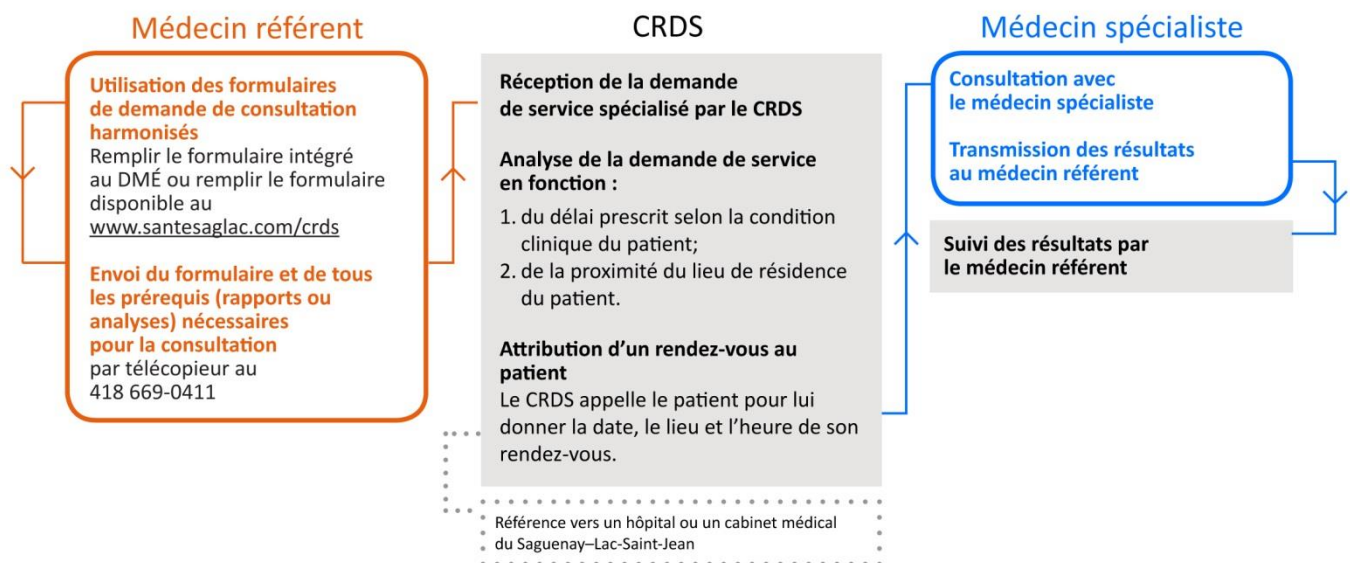 Médecin référent
Utilisation des formulaires
de demande de consultation
harmonisés
Remplir le formulaire intégré
au DMÉ ou remplir le formulaire
disponible au
www.santesaglac.com/crds
Envoi du formulaire et de tous
les prérequis (rapports ou
analyses) nécessaires
pour la consultation
par télécopieur au
418 669-0411
CRDS
Réception de la demande
de service spécialisé par le CRDS
Analyse de la demande de service
en fonction :
1. du délai prescrit selon la condition
clinique du patient;
2. de la proximité du lieu de résidence
du patient.
Attribution d'un rendez-vous au
patient
Le CRDS appelle le patient pour lui
donner la date, le lieu et l'heure de son
rendez-vous.
Référence vers un hôpital ou un cabinet médical
du Saguenay–Lac-Saint-Jean
Médecin spécialiste
Consultation avec
le médecin spécialiste
Transmission des résultats
au médecin référent
Suivi des résultats par
le médecin référent